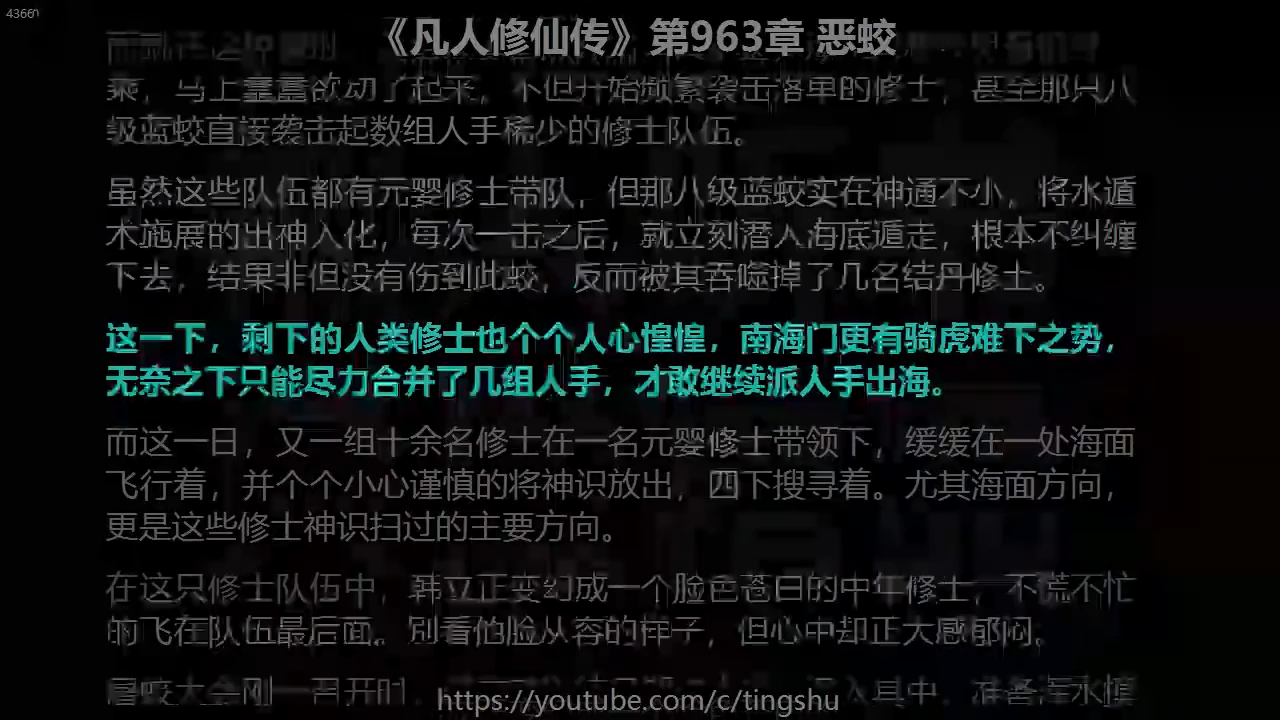 4366
《凡人修仙传》第963章 恶蛟
乘，马上蠢蠢欲动了起来，不但开始频繁袭击落单的修士，甚至那只八
级蓝蛟直接袭击起数组人手稀少的修士队伍。
虽然这些队伍都有元婴修士带队，但那八级蓝蛟实在神通不小，将水遁
术施展的出神入化，每次一击之后，就立刻潜入海底遁走，根本不纠缠
下去，结果非但没有伤到此蛟，反而被其吞噬掉了几名结丹修士。
这一下，剩下的人类修士也个个人心惶惶，南海门更有骑虎难下之势，
无奈之下只能尽力合并了几组人手，才敢继续派人手出海。
而这一日，又一组十余名修士在一名元婴修士带领下，缓缓在一处海面
飞行着，并个个小心谨慎的将神识放出，四下搜寻着。尤其海面方向，
更是这些修士神识扫过的主要方向。
在这只修士队伍中，韩立正变幻成一个脸色苍白的中年修士，不慌不忙
的飞在队伍最后面。别看他脸从容的样子，但心中却正大感郁闷。
屠蛟大会刚一召开时，
入其中，准备浑水摸
https://youtube.com/c/tingshu